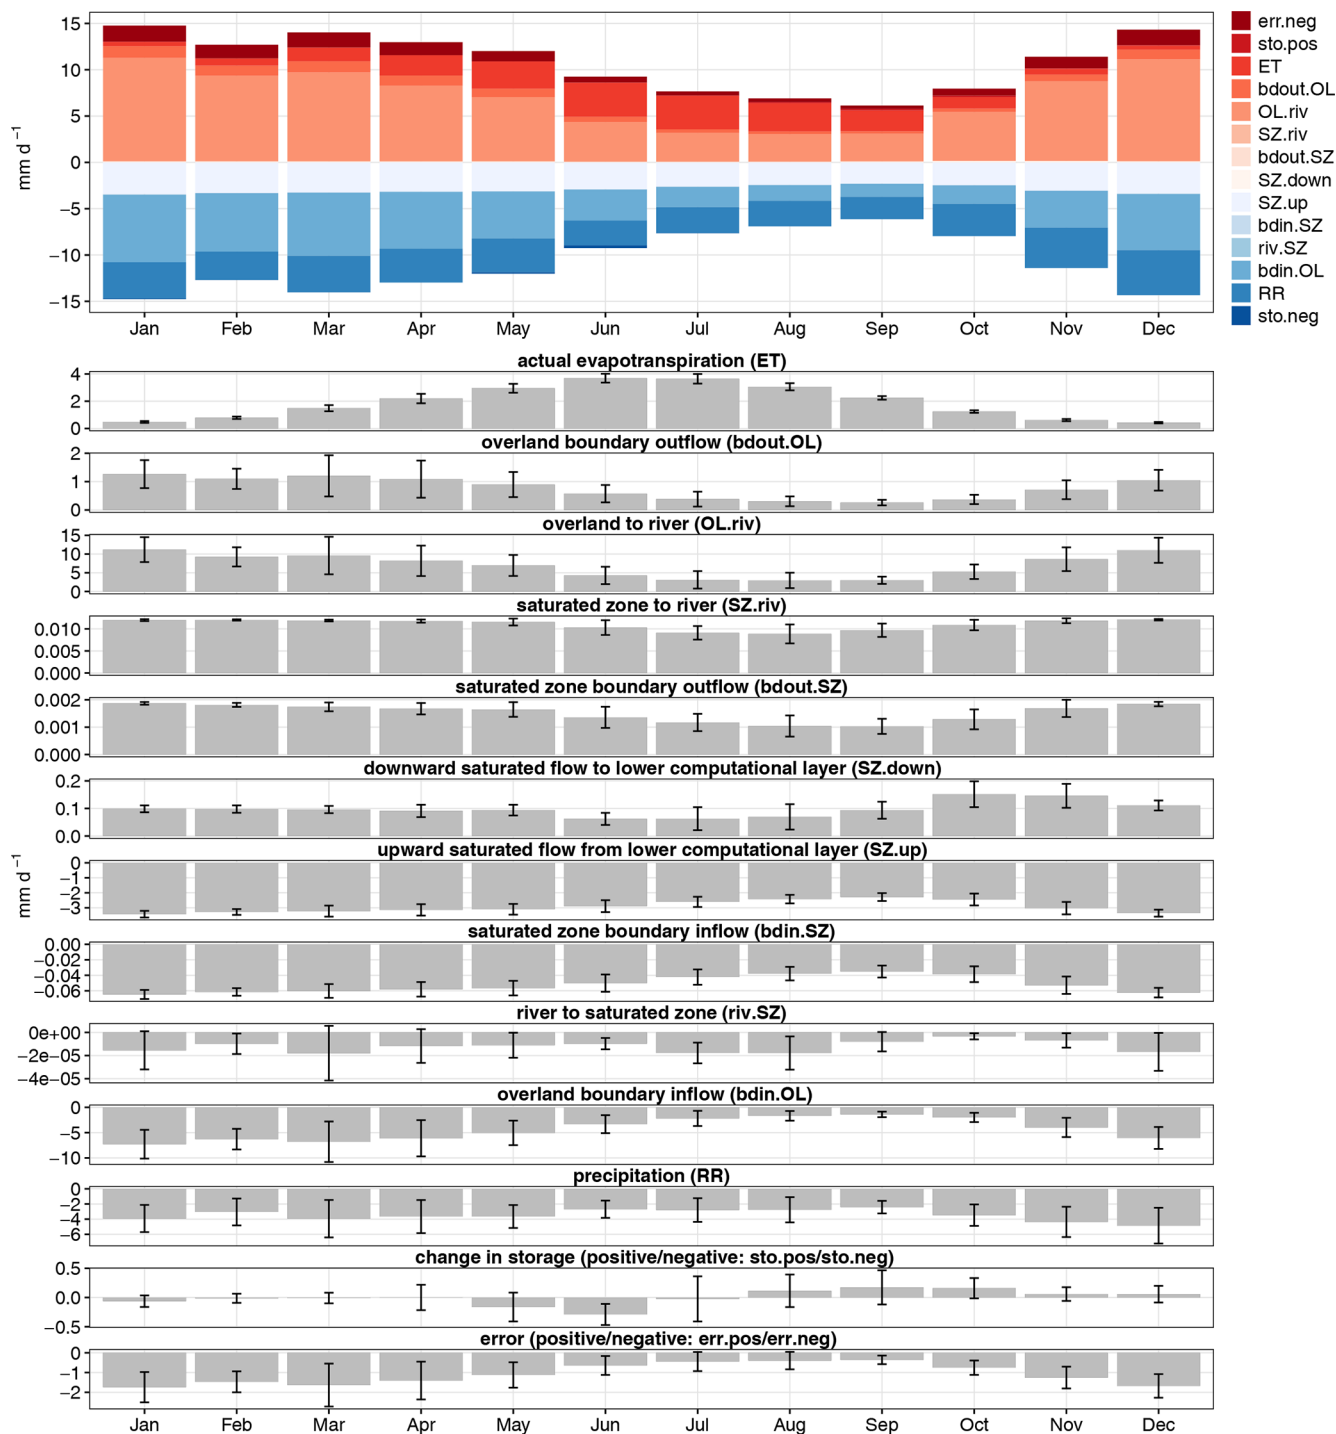 15
10
5
0
−5
−10
−15
mm d⁻¹
Jan Feb Mar Apr May Jun Jul Aug Sep Oct Nov Dec
err.neg
sto.pos
ET
bdout.OL
OL.riv
SZ.riv
bdout.SZ
SZ.down
SZ.up
bdin.SZ
riv.SZ
bdin.OL
RR
sto.neg
actual evapotranspiration (ET)
4
2
0
overland boundary outflow (bdout.OL)
2
1
0
overland to river (OL.riv)
15
10
5
0
saturated zone to river (SZ.riv)
0.010
0.005
0.000
saturated zone boundary outflow (bdout.SZ)
0.002
0.001
0.000
downward saturated flow to lower computational layer (SZ.down)
0.2
0.1
0.0
mm d⁻¹
upward saturated flow from lower computational layer (SZ.up)
0
−1
−2
−3
saturated zone boundary inflow (bdin.SZ)
0.00
−0.02
−0.04
−0.06
river to saturated zone (riv.SZ)
0e+00
−2e−05
−4e−05
overland boundary inflow (bdin.OL)
0
−5
−10
precipitation (RR)
0
−2
−4
−6
change in storage (positive/negative: sto.pos/sto.neg)
0.5
0.0
−0.5
error (positive/negative: err.pos/err.neg)
0
−1
−2
Jan Feb Mar Apr May Jun Jul Aug Sep Oct Nov Dec